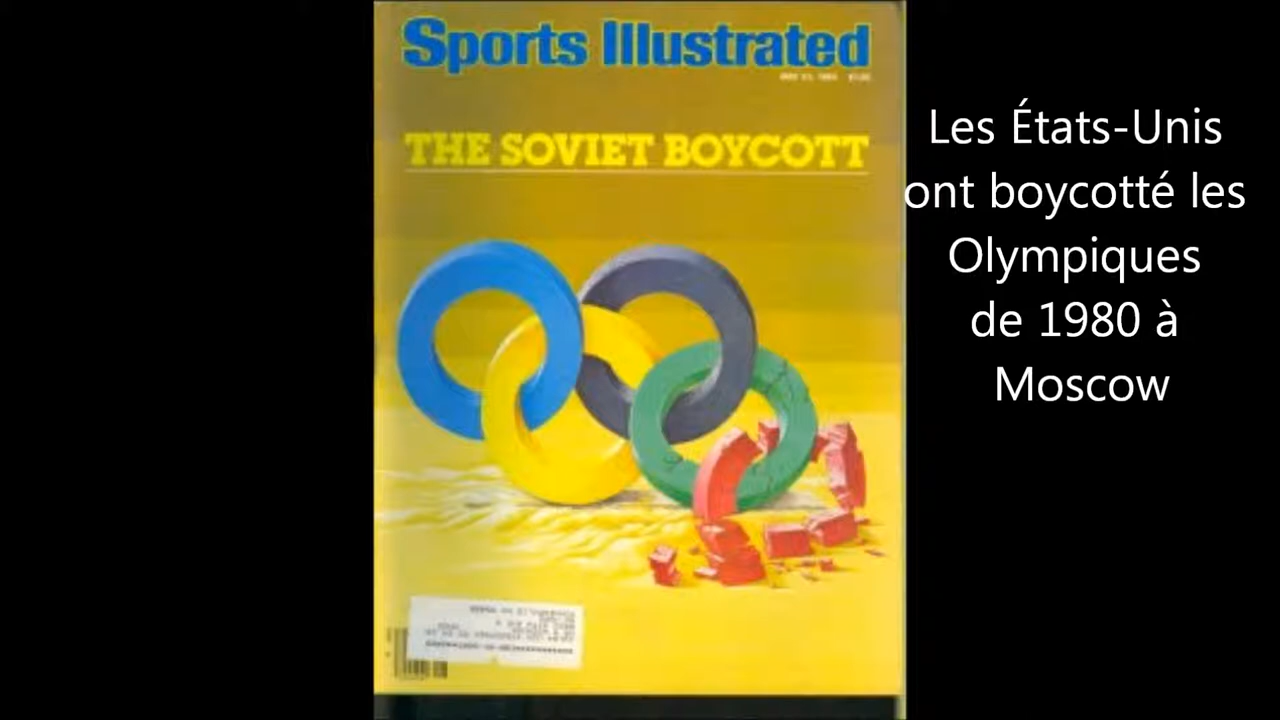 Sports Illustrated
THE SOVIET BOYCOTT
Les États-Unis
ont boycotté les
Olympiques
de 1980 à
Moscow